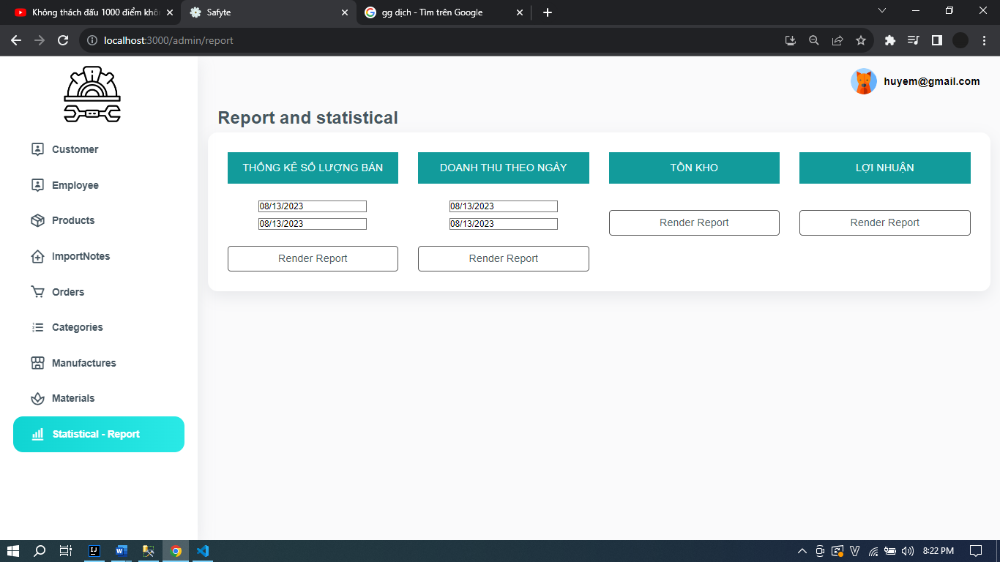 Không thách đấu 1000 điểm khôn
Safyte
gg dịch - Tìm trên Google
localhost:3000/admin/report
huyem@gmail.com
Report and statistical
Customer
Employee
Products
ImportNotes
Orders
Categories
Manufactures
Materials
Statistical - Report
THỐNG KÊ SỐ LƯỢNG BÁN
08/13/2023
08/13/2023
Render Report
DOANH THU THEO NGÀY
08/13/2023
08/13/2023
Render Report
TỒN KHO
Render Report
LỢI NHUẬN
Render Report
8:22 PM